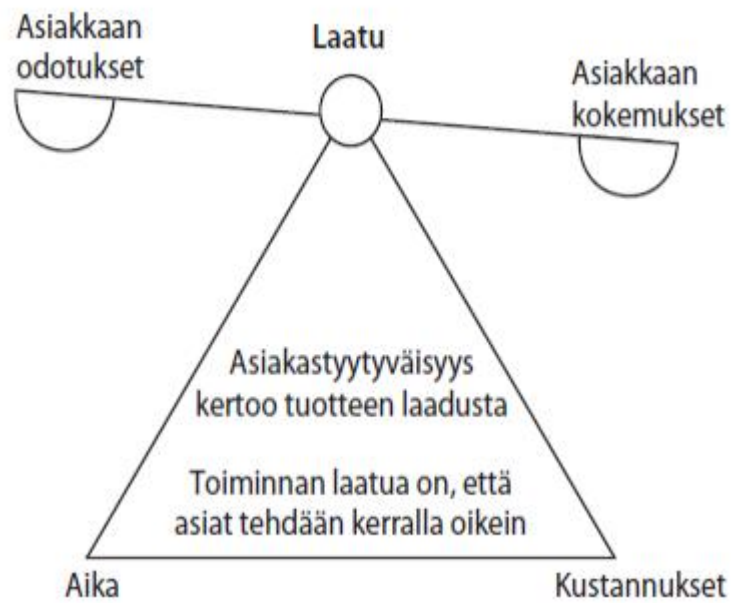 Asiakkaan
odotukset
Laatu
Asiakkaan
kokemukset
Asiakastyytyväisyys
kertoo tuotteen laadusta
Toiminnan laatua on, että
asiat tehdään kerralla oikein
Aika
Kustannukset